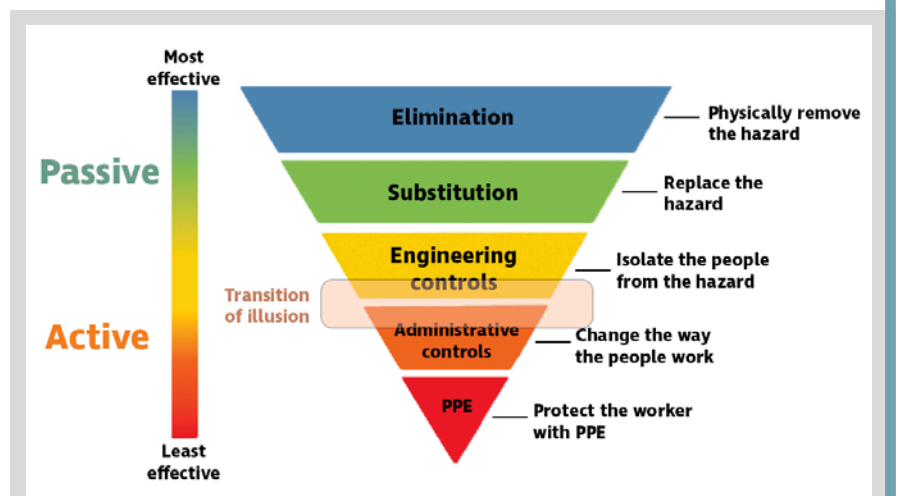 Most
effective
Passive
Active
Least
effective
Elimination
Physically remove
the hazard
Substitution
Replace the
hazard
Engineering
controls
Isolate the people
from the hazard
Transition
of illusion
Administrative
controls
Change the way
the people work
PPE
Protect the worker
with PPE